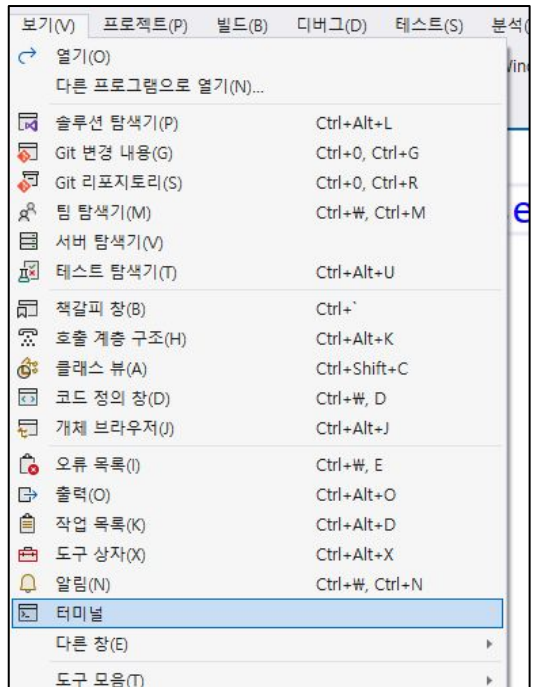 보기(V) 프로젝트(P) 빌드(B) 디버그(D) 테스트(S) 분석(
열기(O)
다른 프로그램으로 열기(N)...
솔루션 탐색기(P) Ctrl+Alt+L
Git 변경 내용(G) Ctrl+0, Ctrl+G
Git 리포지토리(S) Ctrl+0, Ctrl+R
팀 탐색기(M) Ctrl+₩, Ctrl+M
서버 탐색기(V)
테스트 탐색기(T) Ctrl+Alt+U
책갈피 창(B) Ctrl+`
호출 계층 구조(H) Ctrl+Alt+K
클래스 뷰(A) Ctrl+Shift+C
코드 정의 창(D) Ctrl+₩, D
개체 브라우저(J) Ctrl+Alt+J
오류 목록(I) Ctrl+₩, E
출력(O) Ctrl+Alt+O
작업 목록(K) Ctrl+Alt+D
도구 상자(X) Ctrl+Alt+X
알림(N) Ctrl+₩, Ctrl+N
터미널
다른 창(E)
도구 모음(T)